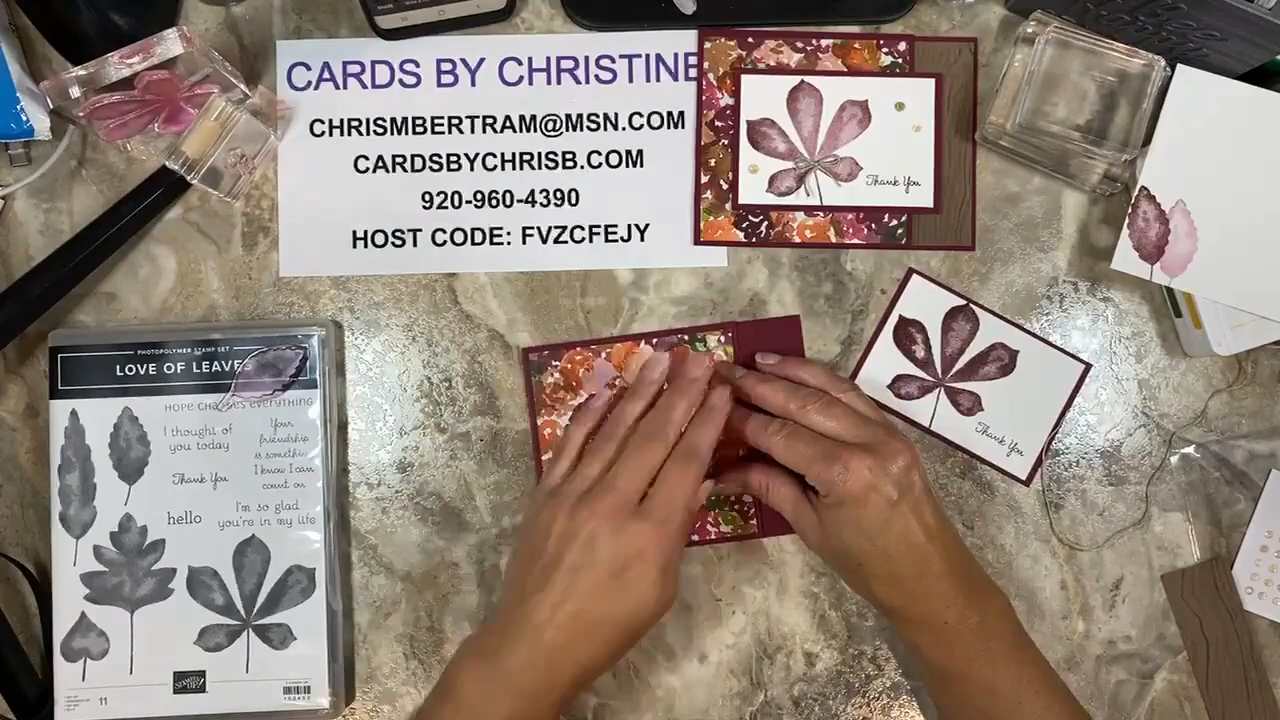 CARDS BY CHRISTINE
CHRISMBERTRAM@MSN.COM
CARDSBYCHRISB.COM
920-960-4390
HOST CODE: FVZCFEJY
Thank You
Thank You
PHOTOPOLYMER STAMP SET
LOVE OF LEAVES
HOPE CHANGES EVERYTHING
I thought of
you today
Your
friendship
is something
I know I can
count on
Thank You
hello
I'm so glad
you're in my life
STAMPIN' UP!
11